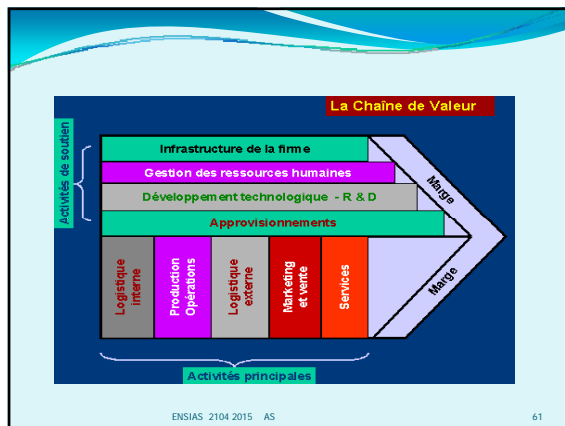 La Chaîne de Valeur
Activités de soutien
Infrastructure de la firme
Gestion des ressources humaines
Développement technologique - R & D
Approvisionnements
Marge
Logistique
interne
Production
Opérations
Logistique
externe
Marketing
et vente
Services
Marge
Activités principales
ENSIAS 2104 2015 AS
61